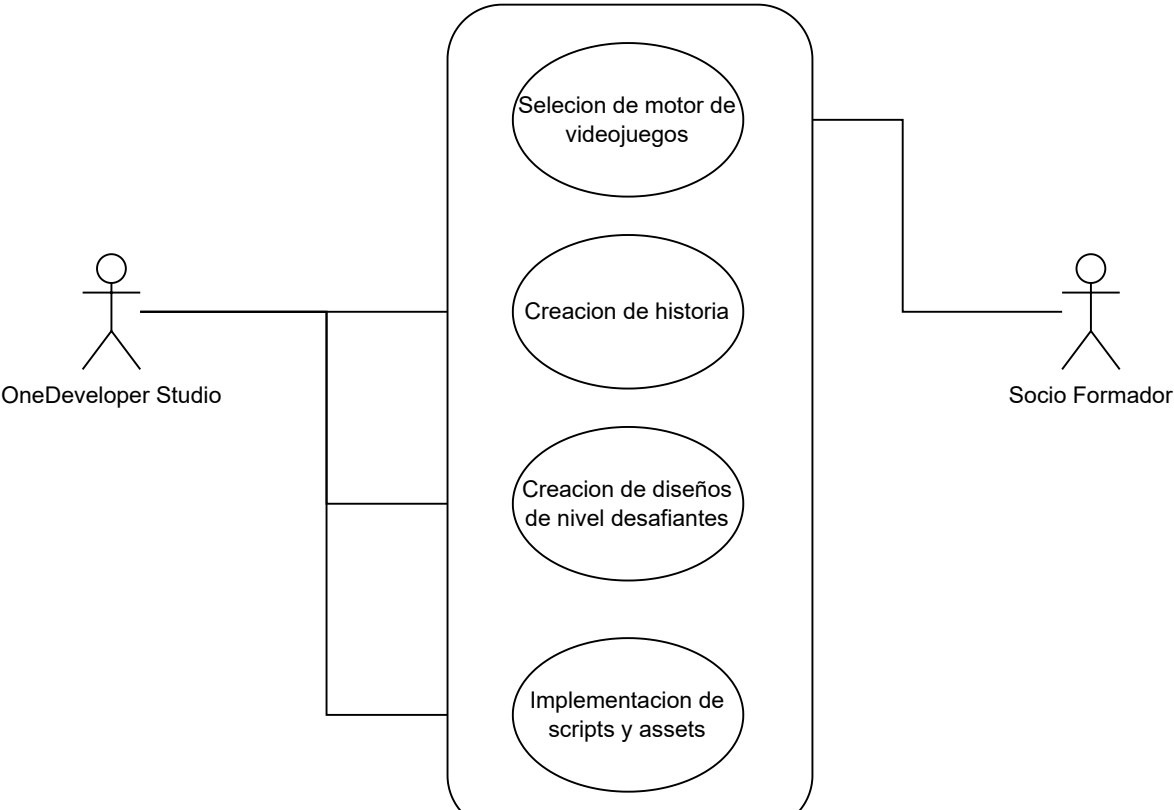 Selecion de motor de
videojuegos
Creacion de historia
OneDeveloper Studio
Socio Formador
Creacion de diseños
de nivel desafiantes
Implementacion de
scripts y assets